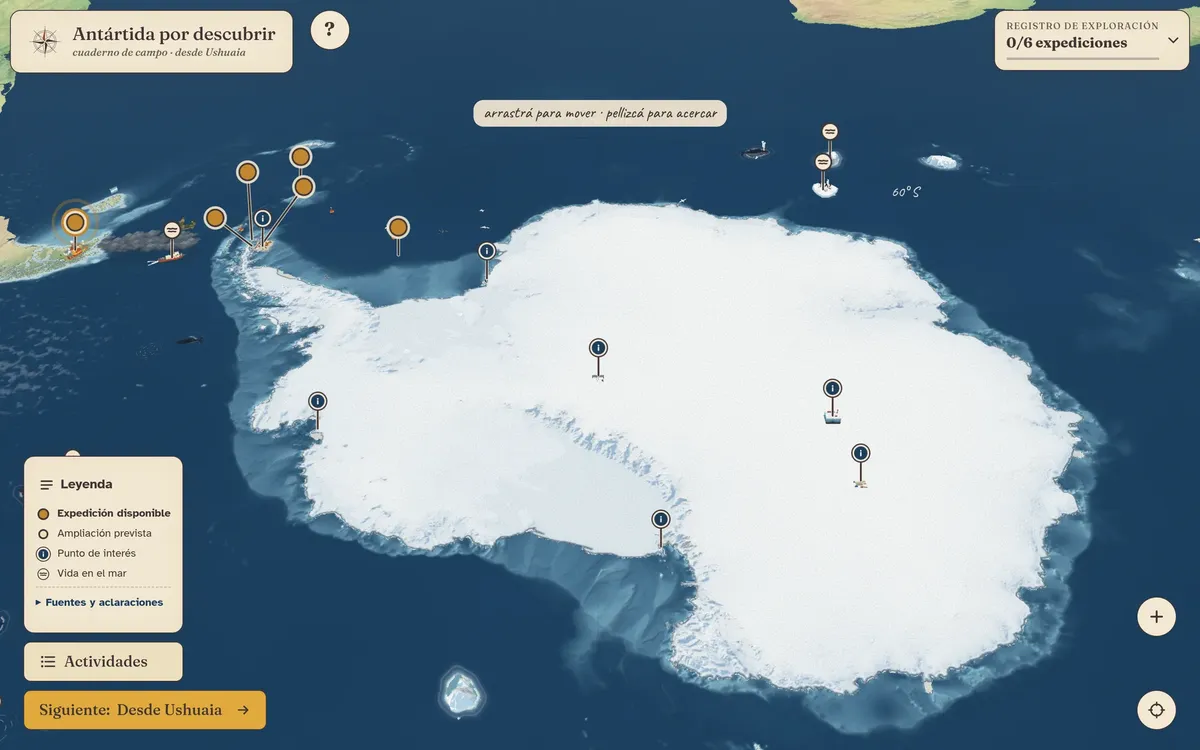 Antártida por descubrir
cuaderno de campo · desde Ushuaia
?
REGISTRO DE EXPLORACIÓN
0/6 expediciones
arrastrá para mover · pellizcá para acercar
60°S
Leyenda
Expedición disponible
Ampliación prevista
Punto de interés
Vida en el mar
Fuentes y aclaraciones
Actividades
Siguiente: Desde Ushuaia →